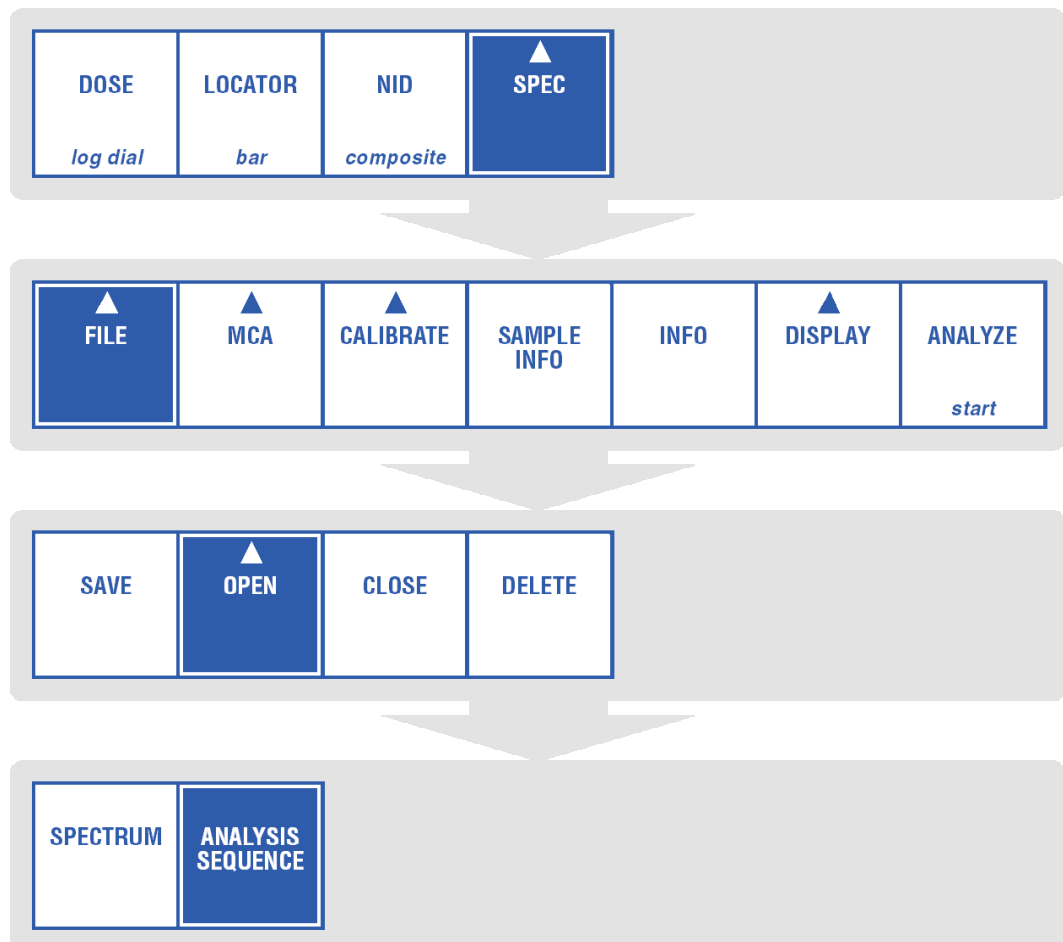 DOSE
log dial
LOCATOR
bar
NID
composite
SPEC
FILE
MCA
CALIBRATE
SAMPLE
INFO
INFO
DISPLAY
ANALYZE
start
SAVE
OPEN
CLOSE
DELETE
SPECTRUM
ANALYSIS
SEQUENCE